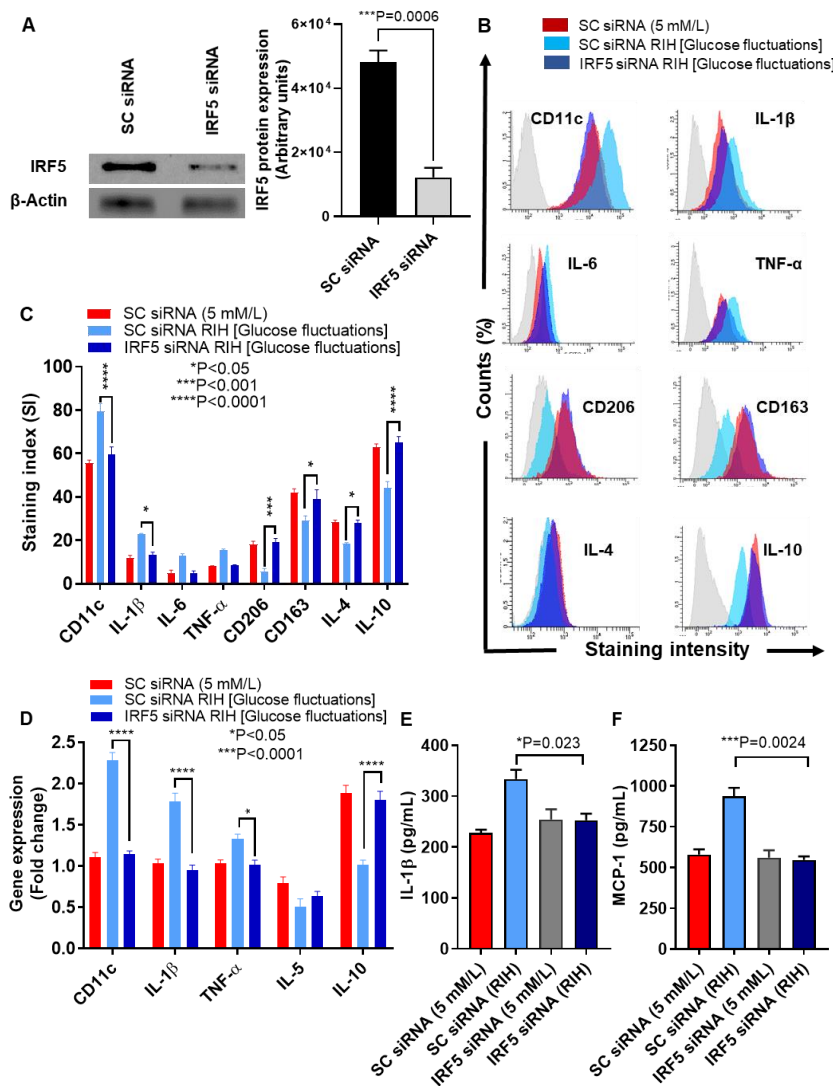 A
SC siRNA
IRF5 siRNA
IRF5
β-Actin
***P=0.0006
IRF5 protein expression
(Arbitrary units)
6×10⁴
4×10⁴
2×10⁴
0
SC siRNA
IRF5 siRNA
B
SC siRNA (5 mM/L)
SC siRNA RIH [Glucose fluctuations]
IRF5 siRNA RIH [Glucose fluctuations]
CD11c
IL-1β
IL-6
TNF-α
CD206
CD163
IL-4
IL-10
Counts (%)
Staining intensity
C
SC siRNA (5 mM/L)
SC siRNA RIH [Glucose fluctuations]
IRF5 siRNA RIH [Glucose fluctuations]
*P<0.05
***P<0.001
****P<0.0001
Staining index (SI)
100
80
60
40
20
0
****
*
***
*
*
****
CD11c
IL-1β
IL-6
TNF-α
CD206
CD163
IL-4
IL-10
D
SC siRNA (5 mM/L)
SC siRNA RIH [Glucose fluctuations]
IRF5 siRNA RIH [Glucose fluctuations]
*P<0.05
***P<0.0001
Gene expression
(Fold change)
2.5
2.0
1.5
1.0
0.5
0.0
****
****
*
****
CD11c
IL-1β
TNF-α
IL-5
IL-10
E
*P=0.023
IL-1β (pg/mL)
400
300
200
100
0
SC siRNA (5 mM/L)
SC siRNA (RIH)
IRF5 siRNA (5 mM/L)
IRF5 siRNA (RIH)
F
***P=0.0024
MCP-1 (pg/mL)
1250
1000
750
500
250
0
SC siRNA (5 mM/L)
SC siRNA (RIH)
IRF5 siRNA (5 mM/L)
IRF5 siRNA (RIH)